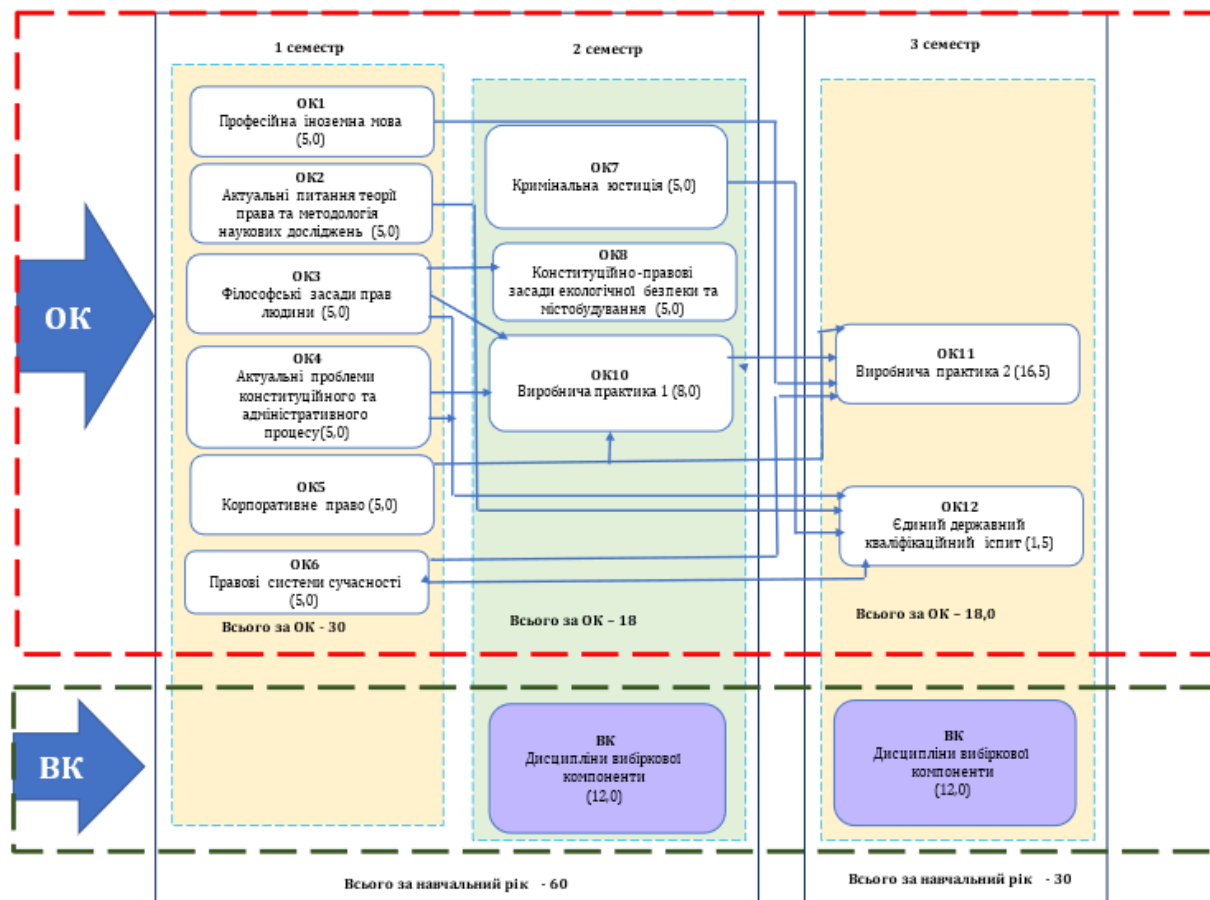 1 семестр
2 семестр
3 семестр
ОК
ОК1
Професійна іноземна мова
(5,0)
ОК2
Актуальні питання теорії
права та методологія
наукових досліджень (5,0)
ОК3
Філософські засади прав
людини (5,0)
ОК4
Актуальні проблеми
конституційного та
адміністративного
процесу(5,0)
ОК5
Корпоративне право (5,0)
ОК6
Правові системи сучасності
(5,0)
Всього за ОК - 30
ОК7
Кримінальна юстиція (5,0)
ОК8
Конституційно-правові
засади екологічної безпеки та
містобудування (5,0)
ОК10
Виробнича практика 1 (8,0)
Всього за ОК – 18
ОК11
Виробнича практика 2 (16,5)
ОК12
Єдиний державний
кваліфікаційний іспит (1,5)
Всього за ОК – 18,0
ВК
ВК
Дисципліни вибіркової
компоненти
(12,0)
ВК
Дисципліни вибіркової
компоненти
(12,0)
Всього за навчальний рік - 60
Всього за навчальний рік - 30